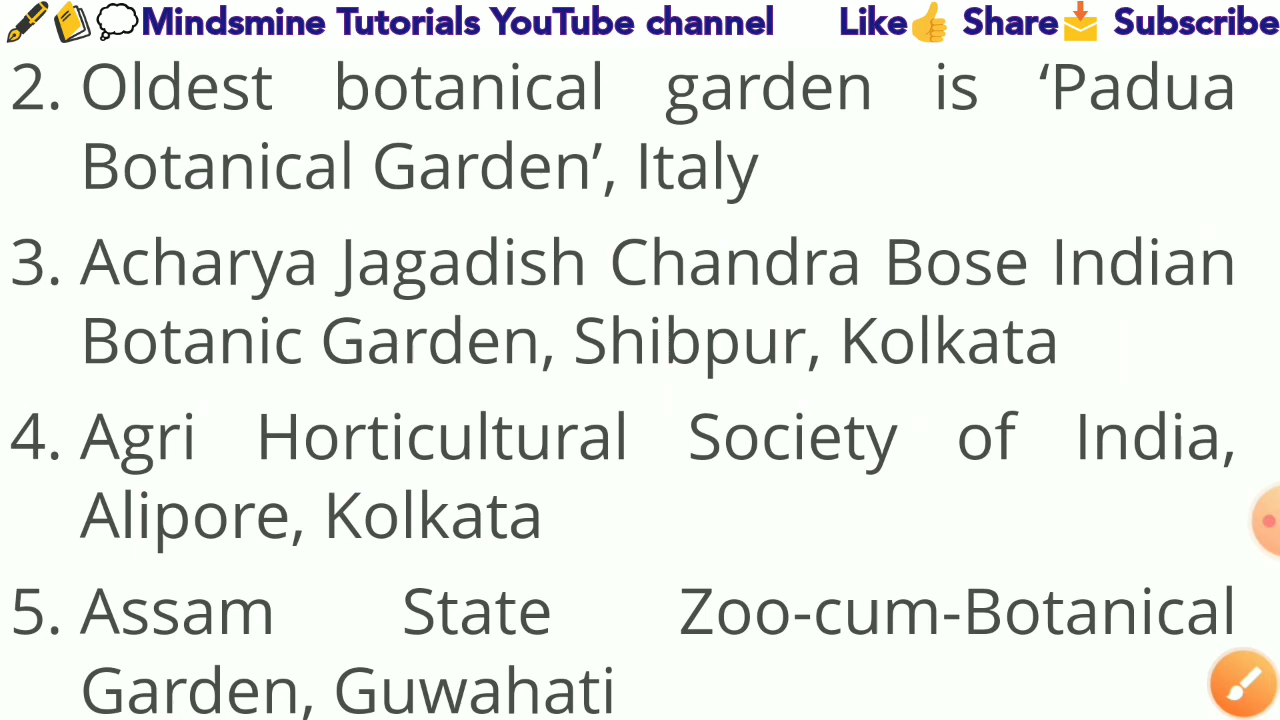 Mindsmine Tutorials YouTube channel Like Share Subscribe
2. Oldest botanical garden is ‘Padua
Botanical Garden’, Italy
3. Acharya Jagadish Chandra Bose Indian
Botanic Garden, Shibpur, Kolkata
4. Agri Horticultural Society of India,
Alipore, Kolkata
5. Assam State Zoo-cum-Botanical
Garden, Guwahati